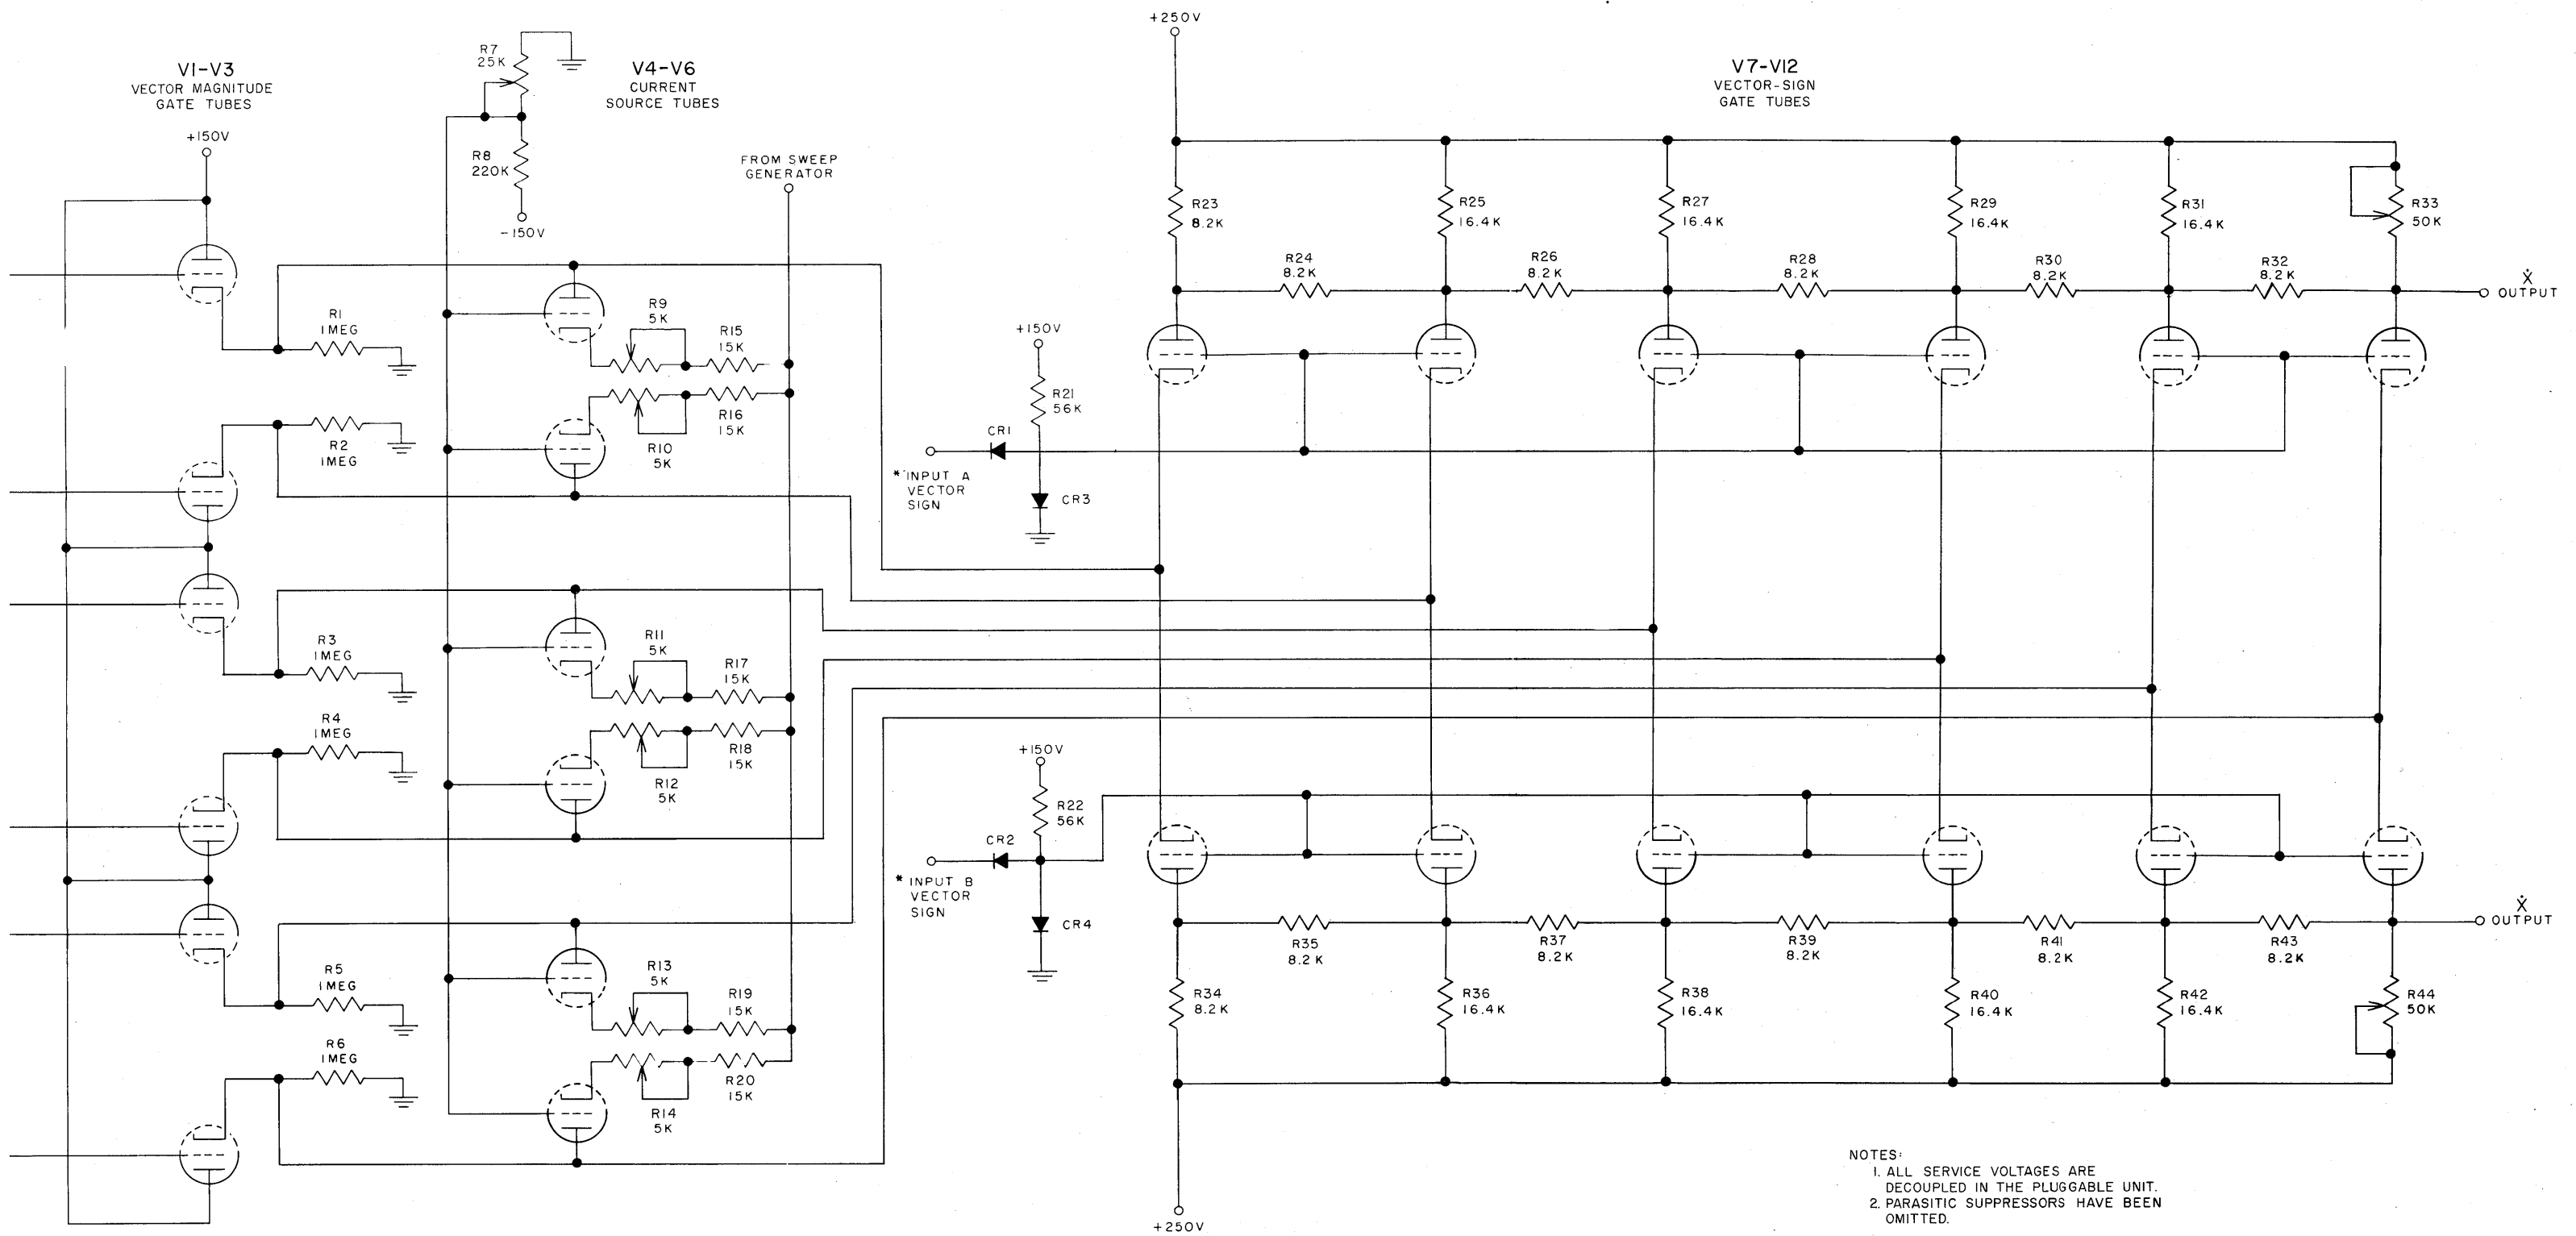 V1-V3
VECTOR MAGNITUDE
GATE TUBES
+150V
R7
25K
R8
220K
-150V
V4-V6
CURRENT
SOURCE TUBES
FROM SWEEP
GENERATOR
+250V
V7-V12
VECTOR-SIGN
GATE TUBES
R1
1MEG
R2
1MEG
R3
1MEG
R4
1MEG
R5
1MEG
R6
1MEG
R9
5K
R15
15K
R16
15K
R10
5K
R11
5K
R17
15K
R18
15K
R12
5K
R13
5K
R19
15K
R20
15K
R14
5K
+150V
R21
56K
CR1
* INPUT A
VECTOR
SIGN
CR3
+150V
R22
56K
CR2
* INPUT B
VECTOR
SIGN
CR4
R23
8.2K
R25
16.4K
R27
16.4K
R29
16.4K
R31
16.4K
R33
50K
R24
8.2K
R26
8.2K
R28
8.2K
R30
8.2K
R32
8.2K
Ẋ
OUTPUT
R35
8.2K
R37
8.2K
R39
8.2K
R41
8.2K
R43
8.2K
Ẋ
OUTPUT
R34
8.2K
R36
16.4K
R38
16.4K
R40
16.4K
R42
16.4K
R44
50K
+250V
NOTES:
1. ALL SERVICE VOLTAGES ARE
DECOUPLED IN THE PLUGGABLE UNIT.
2. PARASITIC SUPPRESSORS HAVE BEEN
OMITTED.